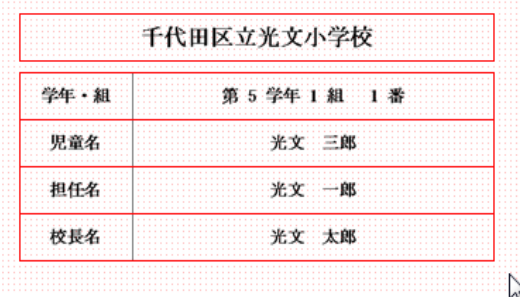 千代田区立光文小学校
学年・組 第 5 学年 1 組 1 番
児童名 光文 三郎
担任名 光文 一郎
校長名 光文 太郎